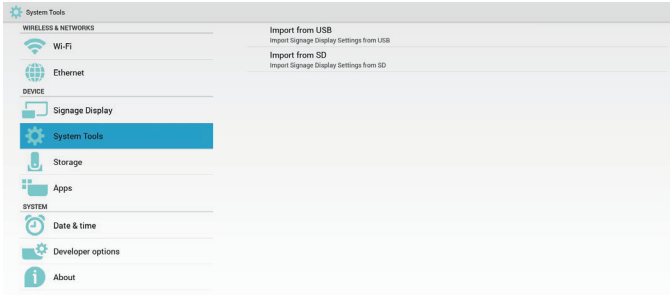 System Tools
WIRELESS & NETWORKS
Wi-Fi
Ethernet
DEVICE
Signage Display
System Tools
Storage
Apps
SYSTEM
Date & time
Developer options
About
Import from USB
Import Signage Display Settings from USB
Import from SD
Import Signage Display Settings from SD